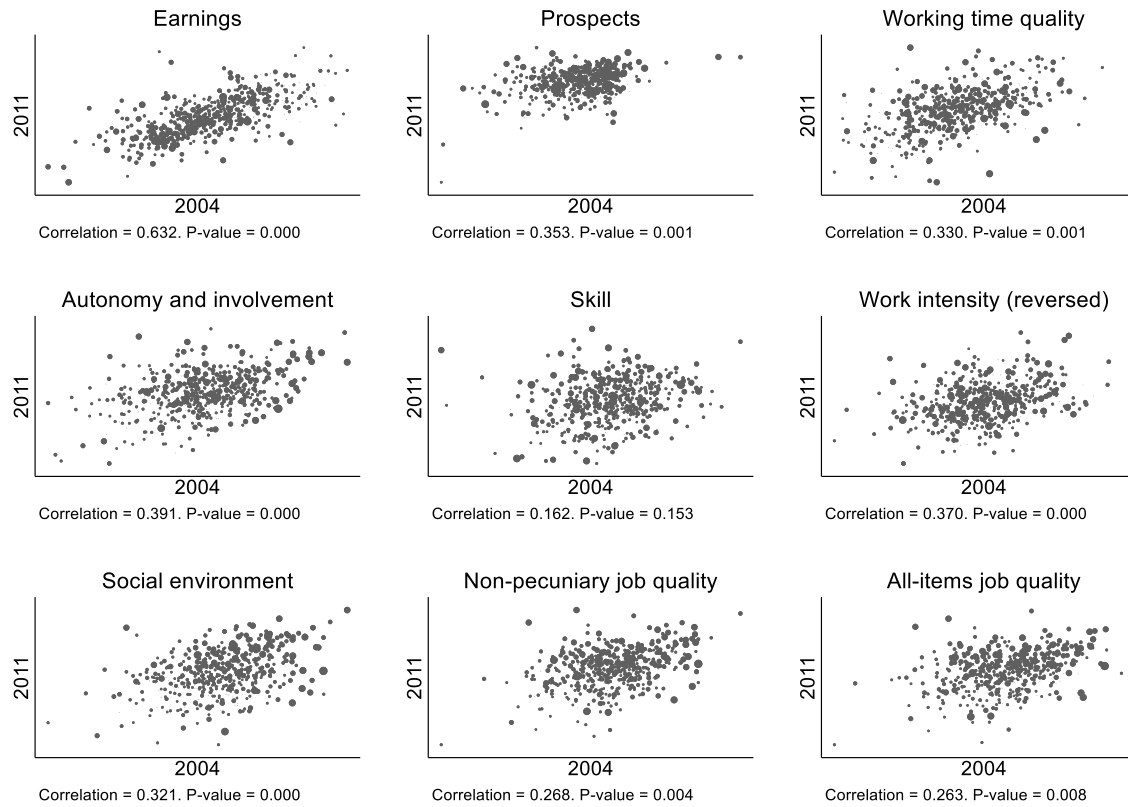 Earnings
Prospects
Working time quality
2011
2011
2011
2004
2004
2004
Correlation = 0.632. P-value = 0.000
Correlation = 0.353. P-value = 0.001
Correlation = 0.330. P-value = 0.001
Autonomy and involvement
Skill
Work intensity (reversed)
2011
2011
2011
2004
2004
2004
Correlation = 0.391. P-value = 0.000
Correlation = 0.162. P-value = 0.153
Correlation = 0.370. P-value = 0.000
Social environment
Non-pecuniary job quality
All-items job quality
2011
2011
2011
2004
2004
2004
Correlation = 0.321. P-value = 0.000
Correlation = 0.268. P-value = 0.004
Correlation = 0.263. P-value = 0.008